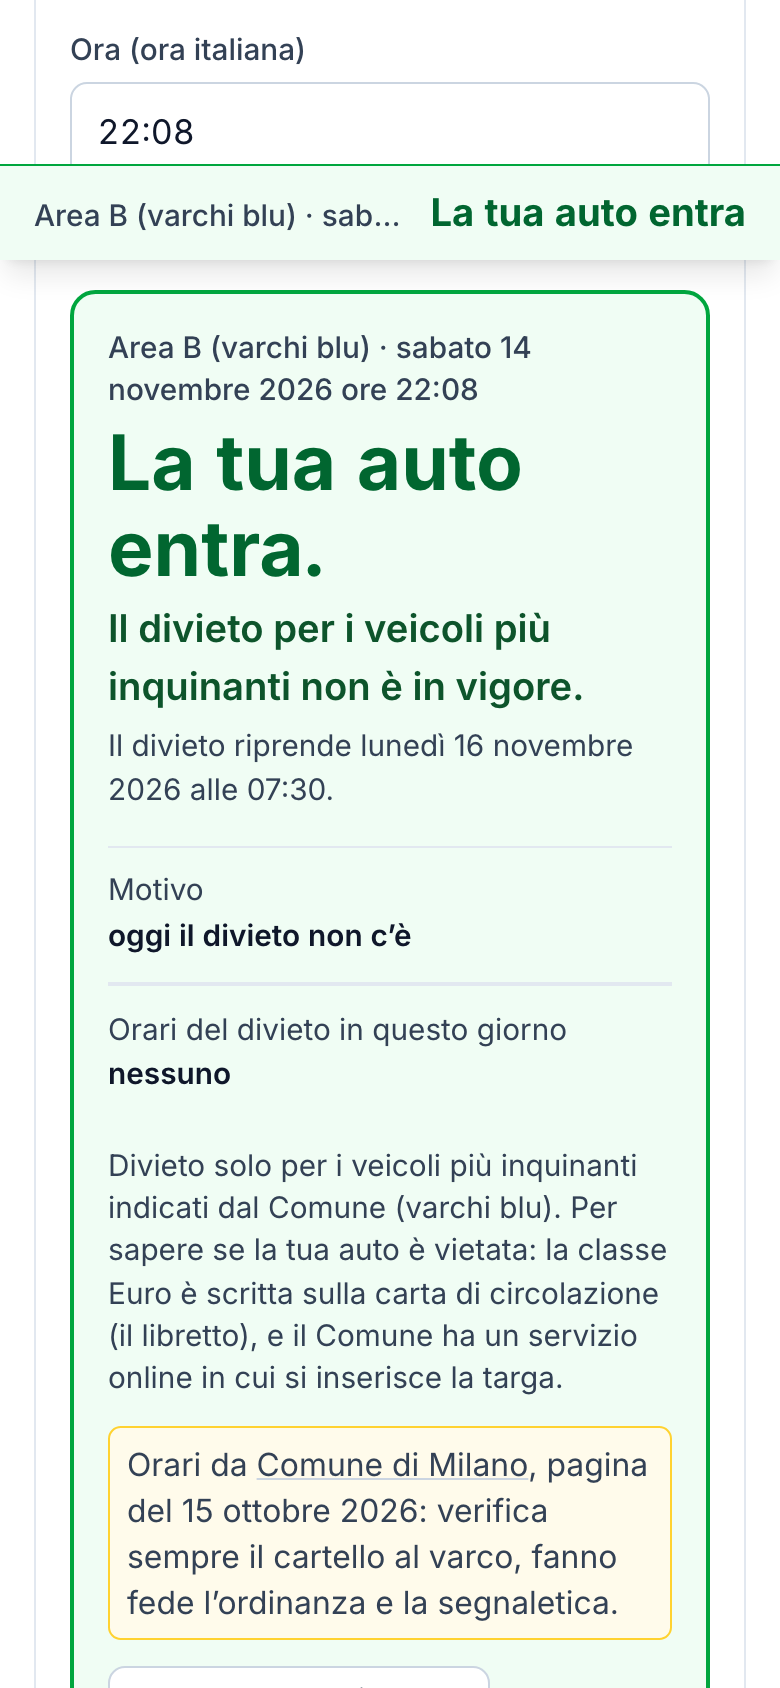 Ora (ora italiana)
22:08
Area B (varchi blu) · sab... La tua auto entra
Area B (varchi blu) · sabato 14
novembre 2026 ore 22:08
La tua auto
entra.
Il divieto per i veicoli più
inquinanti non è in vigore.
Il divieto riprende lunedì 16 novembre
2026 alle 07:30.
Motivo
oggi il divieto non c’è
Orari del divieto in questo giorno
nessuno
Divieto solo per i veicoli più inquinanti
indicati dal Comune (varchi blu). Per
sapere se la tua auto è vietata: la classe
Euro è scritta sulla carta di circolazione
(il libretto), e il Comune ha un servizio
online in cui si inserisce la targa.
Orari da Comune di Milano, pagina
del 15 ottobre 2026: verifica
sempre il cartello al varco, fanno
fede l’ordinanza e la segnaletica.